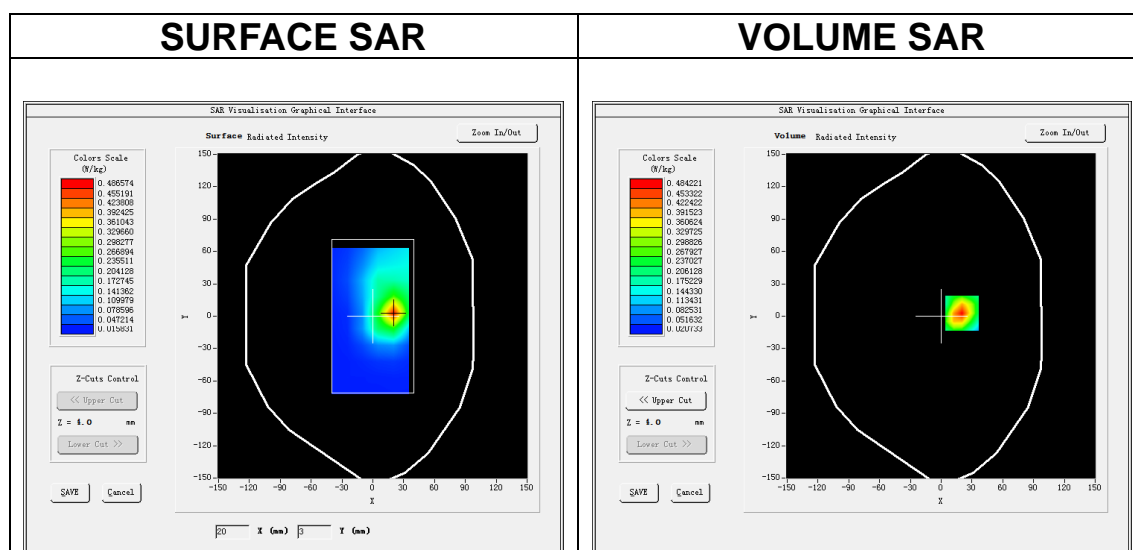 SURFACE SAR
VOLUME SAR
SAR Visualisation Graphical Interface
Surface Radiated Intensity
Zoom In/Out
Colors Scale
(W/kg)
0.486574
0.455191
0.423808
0.392425
0.361043
0.329660
0.298277
0.266894
0.235511
0.204128
0.172745
0.141362
0.109979
0.078596
0.047214
0.015831
150
120
90
60
30
0
-30
-60
-90
-120
-150
Y
-150 -120 -90 -60 -30 0 30 60 90 120 150
X
Z-Cuts Control
<< Upper Cut
Z = mm
Lower Cut >>
SAVE Cancel
20 X (mm) 3 Y (mm)
SAR Visualisation Graphical Interface
Volume Radiated Intensity
Zoom In/Out
Colors Scale
(W/kg)
0.484221
0.453322
0.422422
0.391523
0.360624
0.329725
0.298826
0.267927
0.237027
0.206128
0.175229
0.144330
0.113431
0.082531
0.051632
0.020733
150
120
90
60
30
0
-30
-60
-90
-120
-150
Y
-150 -120 -90 -60 -30 0 30 60 90 120 150
X
Z-Cuts Control
<< Upper Cut
Z = mm
Lower Cut >>
SAVE Cancel